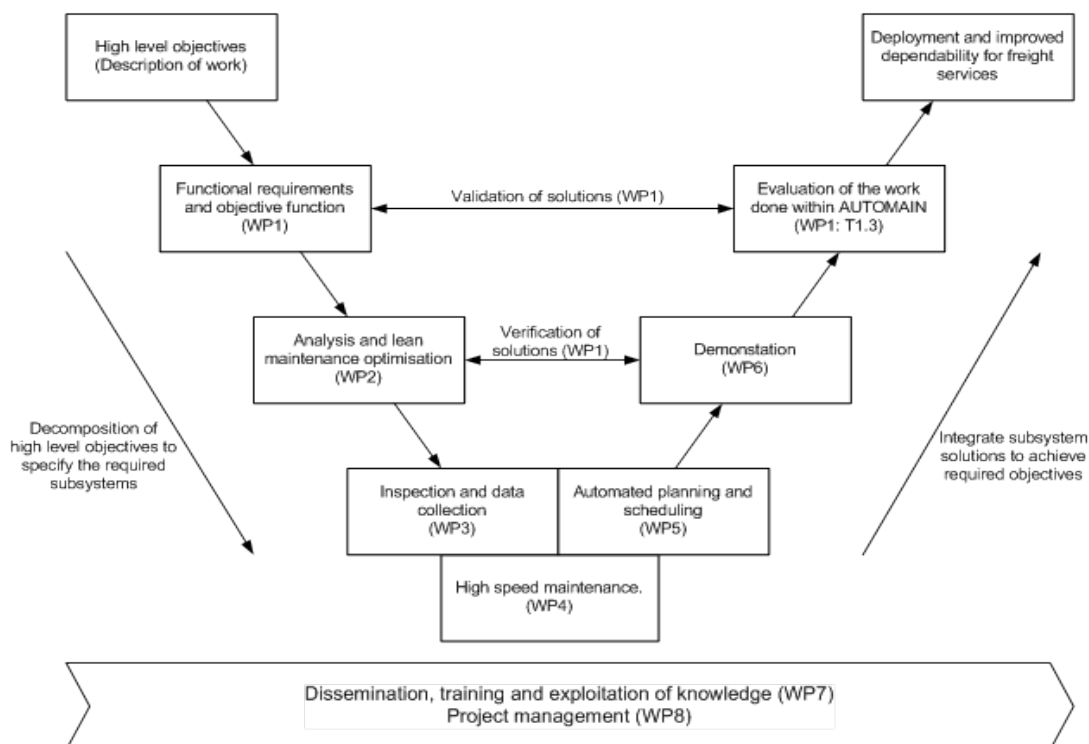 High level objectives
(Description of work)
Deployment and improved
dependability for freight
services
Functional requirements
and objective function
(WP1)
Validation of solutions (WP1)
Evaluation of the work
done within AUTOMAIN
(WP1: T1.3)
Analysis and lean
maintenance optimisation
(WP2)
Verification of
solutions (WP1)
Demonstation
(WP6)
Decomposition of
high level objectives to
specify the required
subsystems
Integrate subsystem
solutions to achieve
required objectives
Inspection and data
collection
(WP3)
Automated planning and
scheduling
(WP5)
High speed maintenance.
(WP4)
Dissemination, training and exploitation of knowledge (WP7)
Project management (WP8)